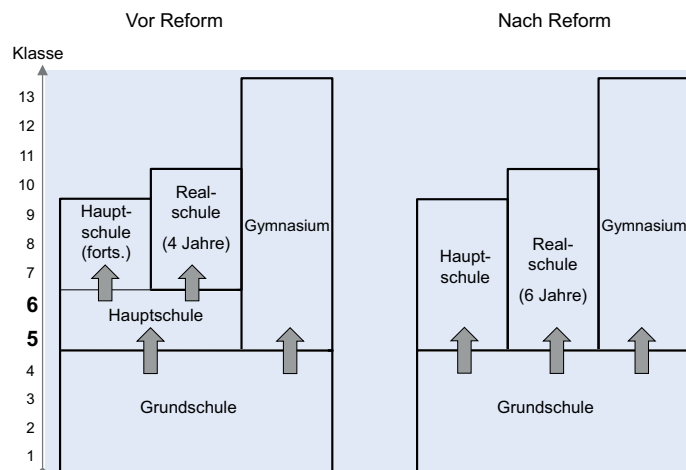 Vor Reform
Nach Reform
Klasse
13
12
11
10
9
8
7
6
5
4
3
2
1
Haupt-
schule
(forts.)
Real-
schule
(4 Jahre)
Gymnasium
Hauptschule
Grundschule
Haupt-
schule
Real-
schule
(6 Jahre)
Gymnasium
Grundschule